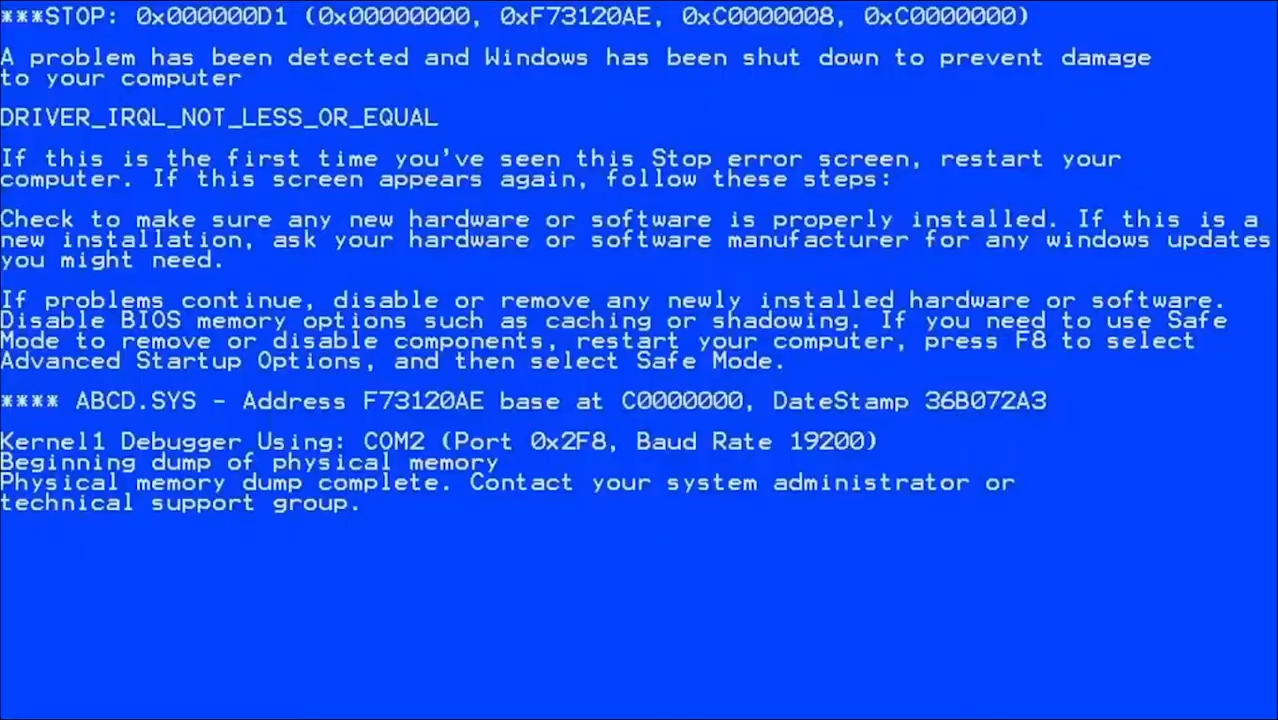 ***STOP: 0x000000D1 (0x00000000, 0xF73120AE, 0xC0000008, 0xC0000000)
A problem has been detected and Windows has been shut down to prevent damage
to your computer
DRIVER_IRQL_NOT_LESS_OR_EQUAL
If this is the first time you've seen this Stop error screen, restart your
computer. If this screen appears again, follow these steps:
Check to make sure any new hardware or software is properly installed. If this is a
new installation, ask your hardware or software manufacturer for any windows updates
you might need.
If problems continue, disable or remove any newly installed hardware or software.
Disable BIOS memory options such as caching or shadowing. If you need to use Safe
Mode to remove or disable components, restart your computer, press F8 to select
Advanced Startup Options, and then select Safe Mode.
**** ABCD.SYS - Address F73120AE base at C0000000, DateStamp 36B072A3
Kernel1 Debugger Using: COM2 (Port 0x2F8, Baud Rate 19200)
Beginning dump of physical memory
Physical memory dump complete. Contact your system administrator or
technical support group.